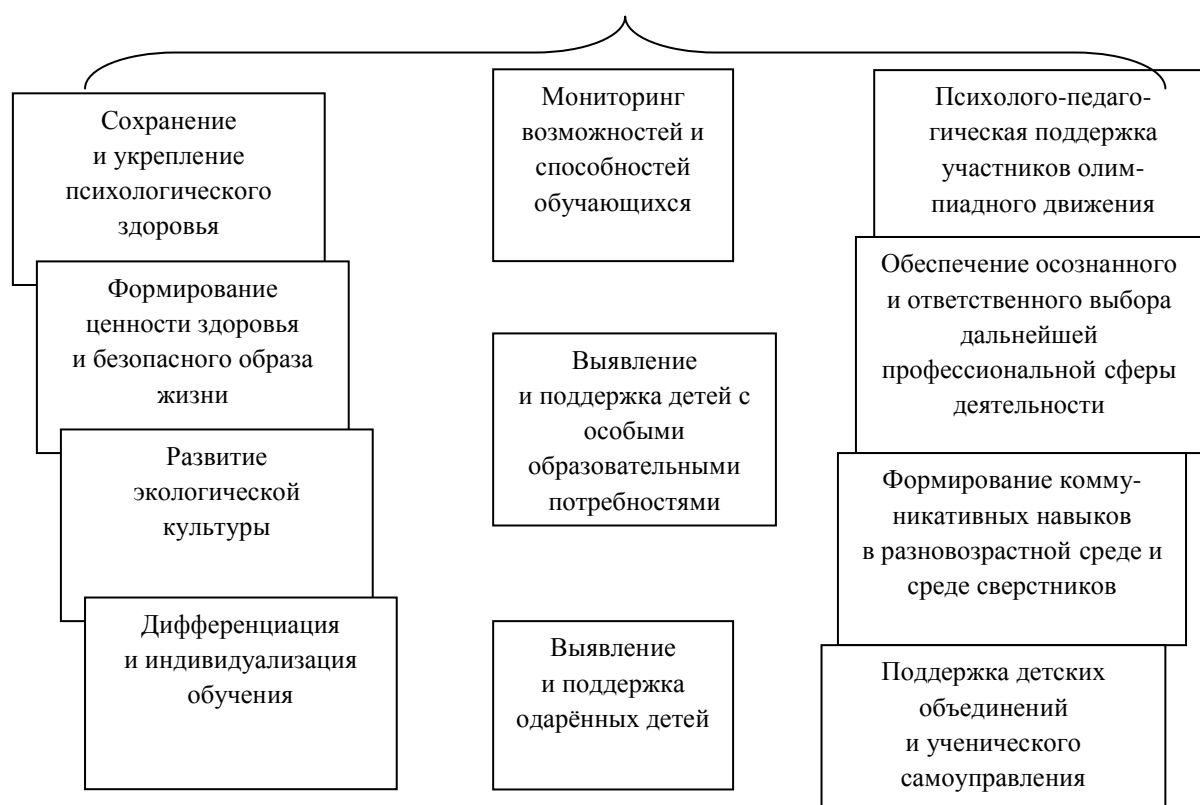 Сохранение
и укрепление
психологического
здоровья
Формирование
ценности здоровья
и безопасного образа
жизни
Развитие
экологической
культуры
Дифференциация
и индивидуализация
обучения
Мониторинг
возможностей и
способностей
обучающихся
Выявление
и поддержка детей с
особыми
образовательными
потребностями
Выявление
и поддержка
одарённых детей
Психолого-педаго-
гическая поддержка
участников олим-
пиадного движения
Обеспечение осознанного
и ответственного выбора
дальнейшей
профессиональной сферы
деятельности
Формирование комму-
никативных навыков
в разновозрастной среде и
среде сверстников
Поддержка детских
объединений
и ученического
самоуправления